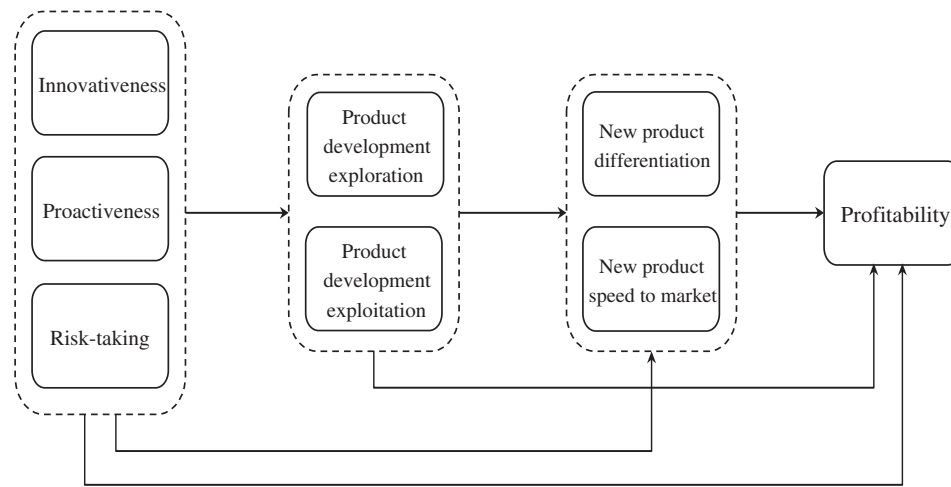 Innovativeness
Proactiveness
Risk-taking
Product
development
exploration
Product
development
exploitation
New product
differentiation
New product
speed to market
Profitability